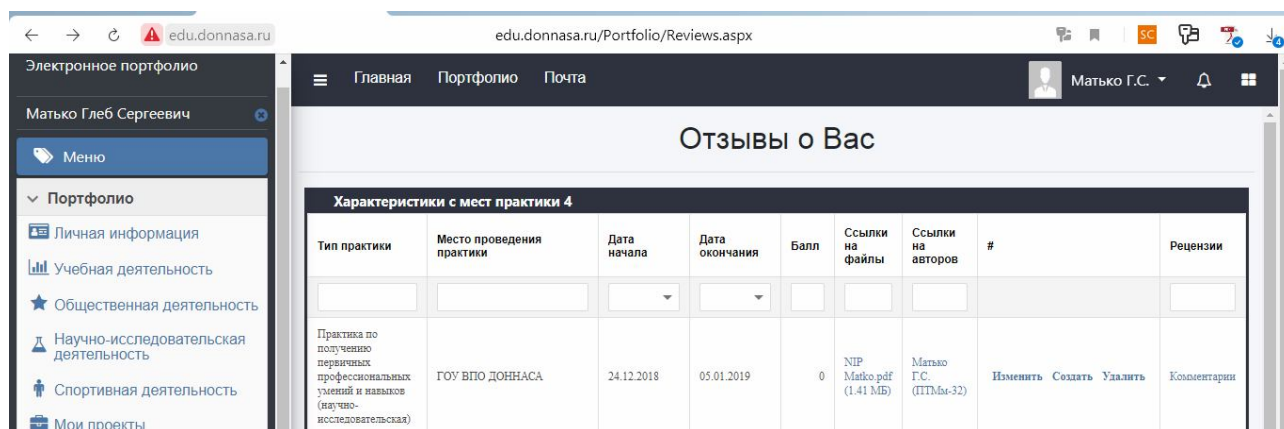 edu.donnasa.ru
edu.donnasa.ru/Portfolio/Reviews.aspx
SC
4
Электронное портфолио
Главная Портфолио Почта
Матько Г.С.
Матько Глеб Сергеевич
Меню
Портфолио
Личная информация
Учебная деятельность
Общественная деятельность
Научно-исследовательская
деятельность
Спортивная деятельность
Мои проекты
Отзывы о Вас
Характеристики с мест практики 4
Тип практики
Место проведения
практики
Дата
начала
Дата
окончания
Балл
Ссылки
на
файлы
Ссылки
на
авторов
#
Рецензии
Практика по
получению
первичных
профессиональных
умений и навыков
(научно-
исследовательская)
ГОУ ВПО ДОННАСА
24.12.2018
05.01.2019
0
NIP
Matko.pdf
(1.41 МБ)
Матько
Г.С.
(ПТМм-32)
Изменить Создать Удалить
Комментарии